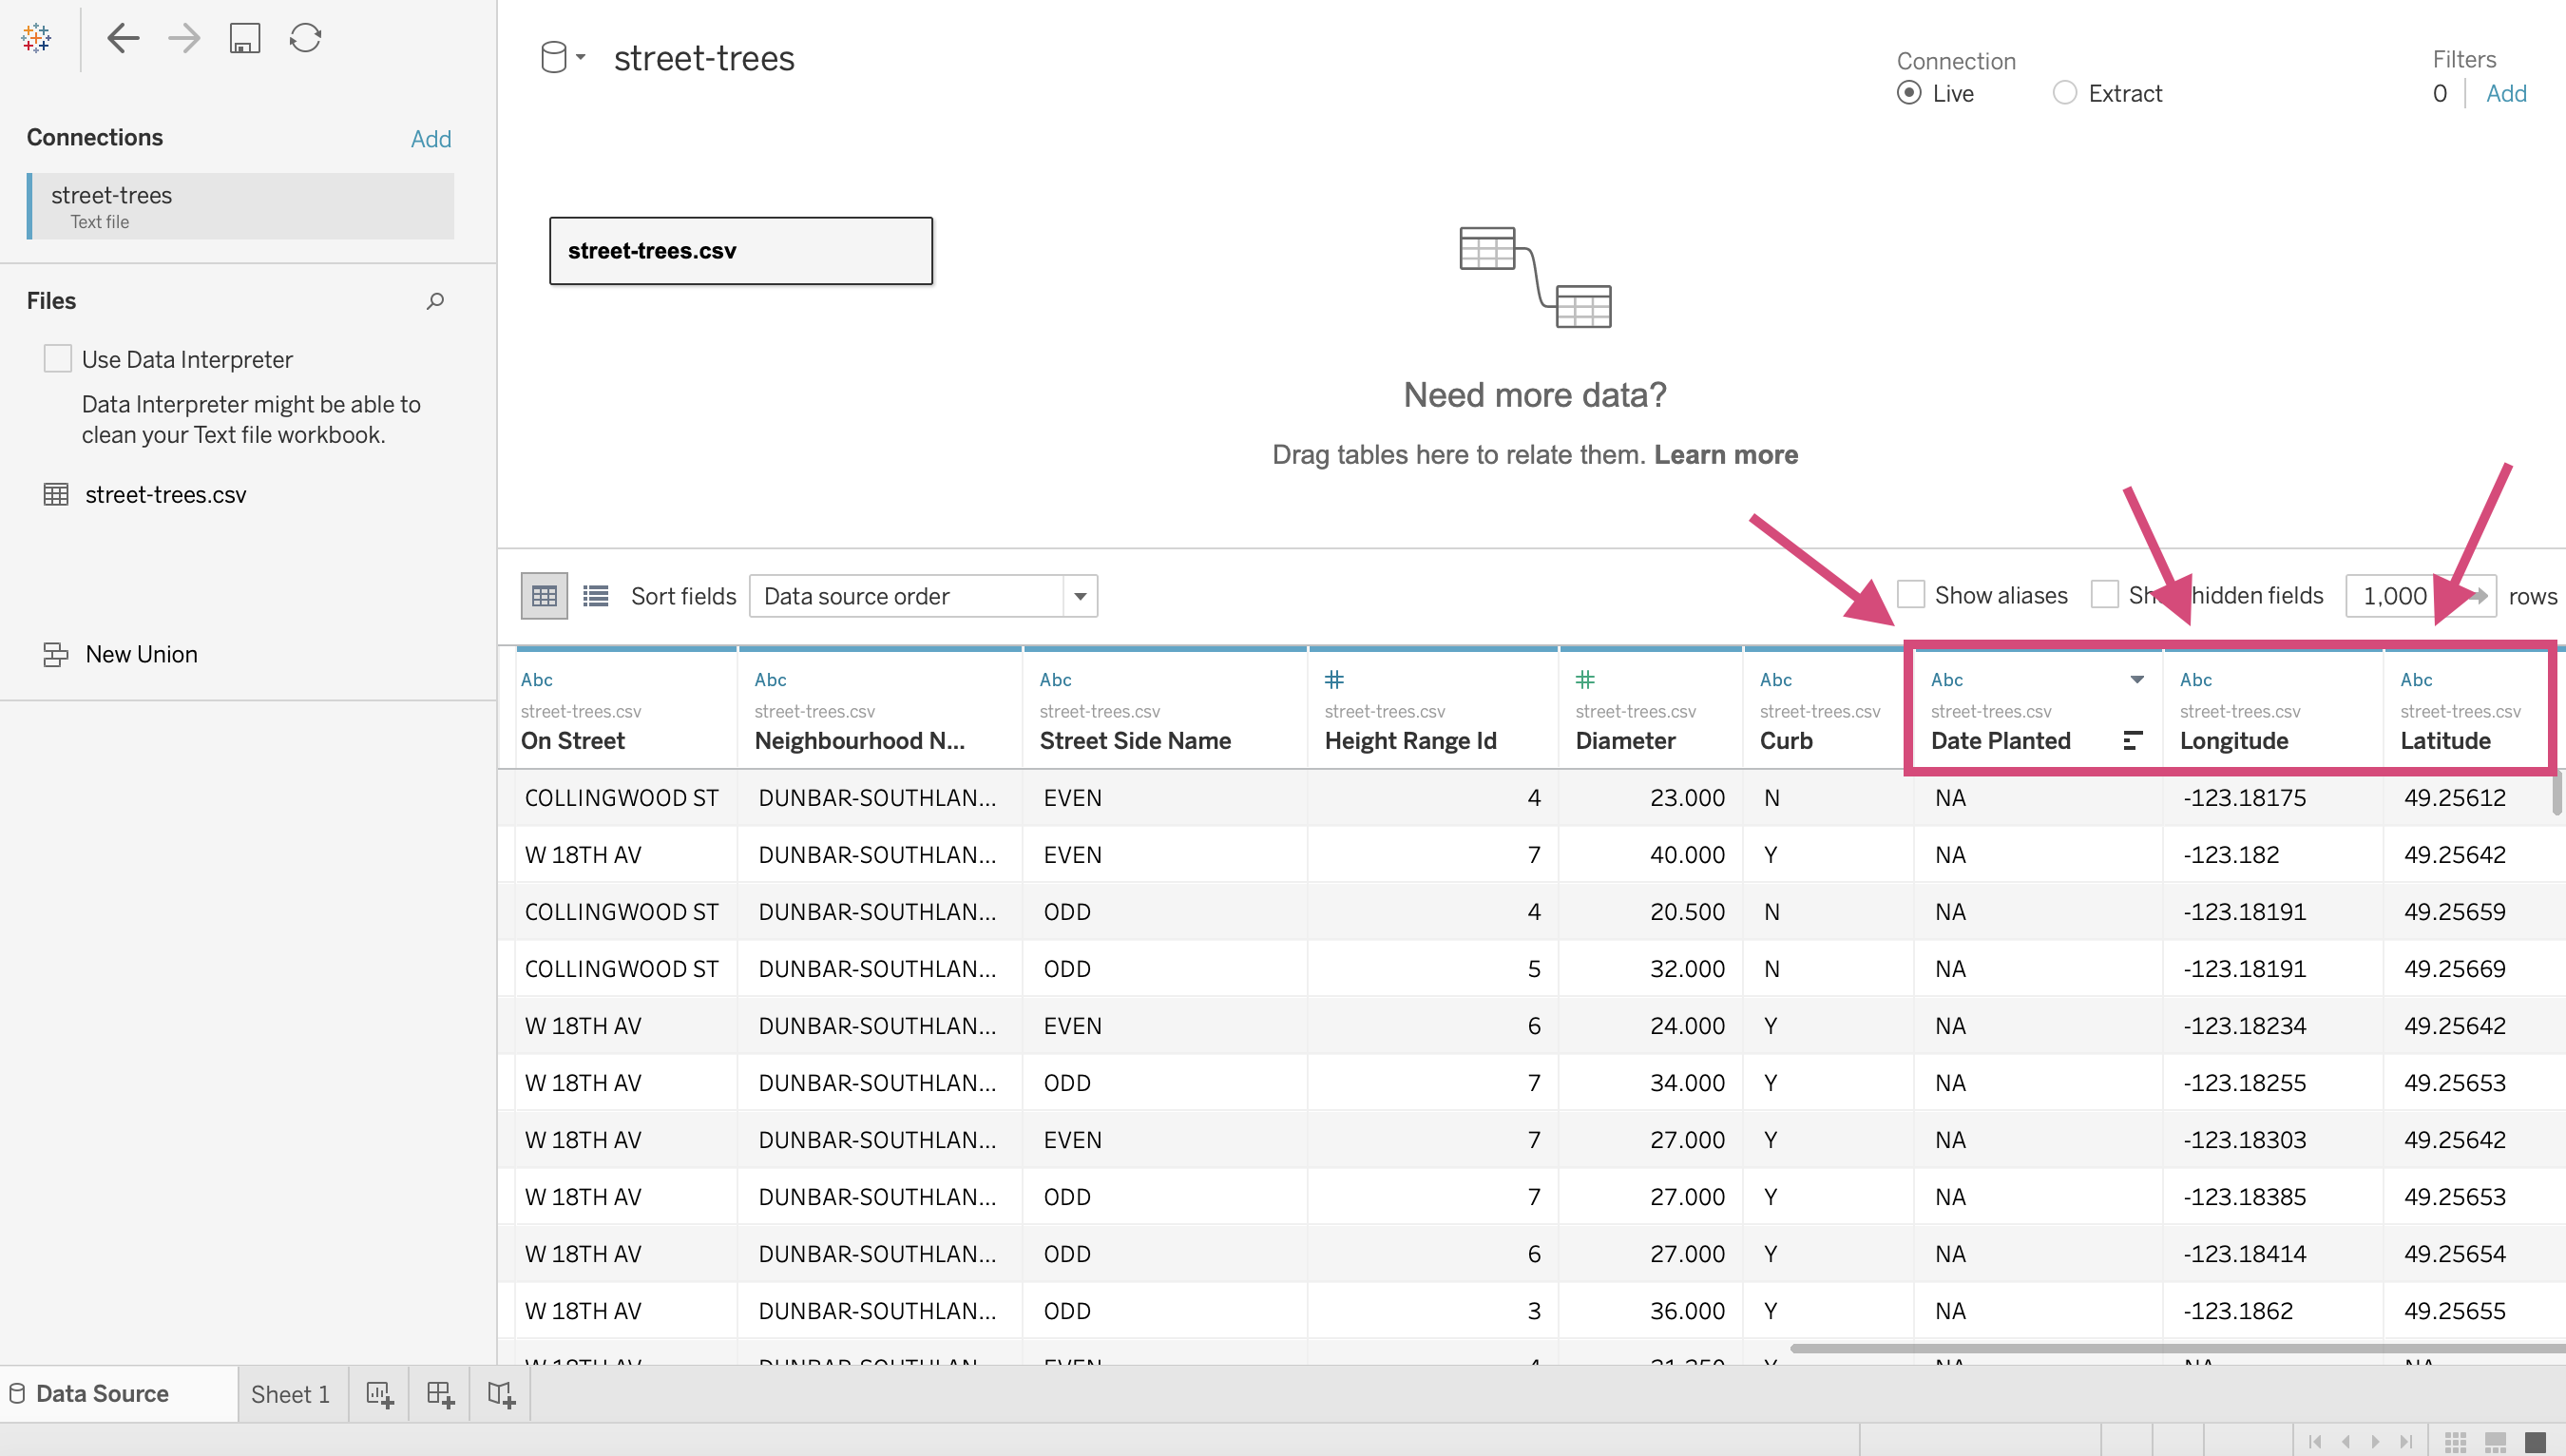 street-trees
Connection
Live
Extract
Filters
0
Add
Connections
Add
street-trees
Text file
street-trees.csv
Files
Use Data Interpreter
Data Interpreter might be able to
clean your Text file workbook.
street-trees.csv
New Union
Need more data?
Drag tables here to relate them. Learn more
Sort fields Data source order Show aliases hidden fields 1,000 rows
Abc Abc Abc # # Abc Abc Abc Abc
street-trees.csv street-trees.csv street-trees.csv street-trees.csv street-trees.csv street-trees.csv street-trees.csv street-trees.csv street-trees.csv
On Street Neighbourhood N... Street Side Name Height Range Id Diameter Curb Date Planted Longitude Latitude
COLLINGWOOD ST DUNBAR-SOUTHLAN... EVEN 4 23.000 N NA -123.18175 49.25612
W 18TH AV DUNBAR-SOUTHLAN... EVEN 7 40.000 Y NA -123.182 49.25642
COLLINGWOOD ST DUNBAR-SOUTHLAN... ODD 4 20.500 N NA -123.18191 49.25659
COLLINGWOOD ST DUNBAR-SOUTHLAN... ODD 5 32.000 N NA -123.18191 49.25669
W 18TH AV DUNBAR-SOUTHLAN... EVEN 6 24.000 Y NA -123.18234 49.25642
W 18TH AV DUNBAR-SOUTHLAN... ODD 7 34.000 Y NA -123.18255 49.25653
W 18TH AV DUNBAR-SOUTHLAN... EVEN 7 27.000 Y NA -123.18303 49.25642
W 18TH AV DUNBAR-SOUTHLAN... ODD 7 27.000 Y NA -123.18385 49.25653
W 18TH AV DUNBAR-SOUTHLAN... ODD 6 27.000 Y NA -123.18414 49.25654
W 18TH AV DUNBAR-SOUTHLAN... ODD 3 36.000 Y NA -123.1862 49.25655
Data Source Sheet 1